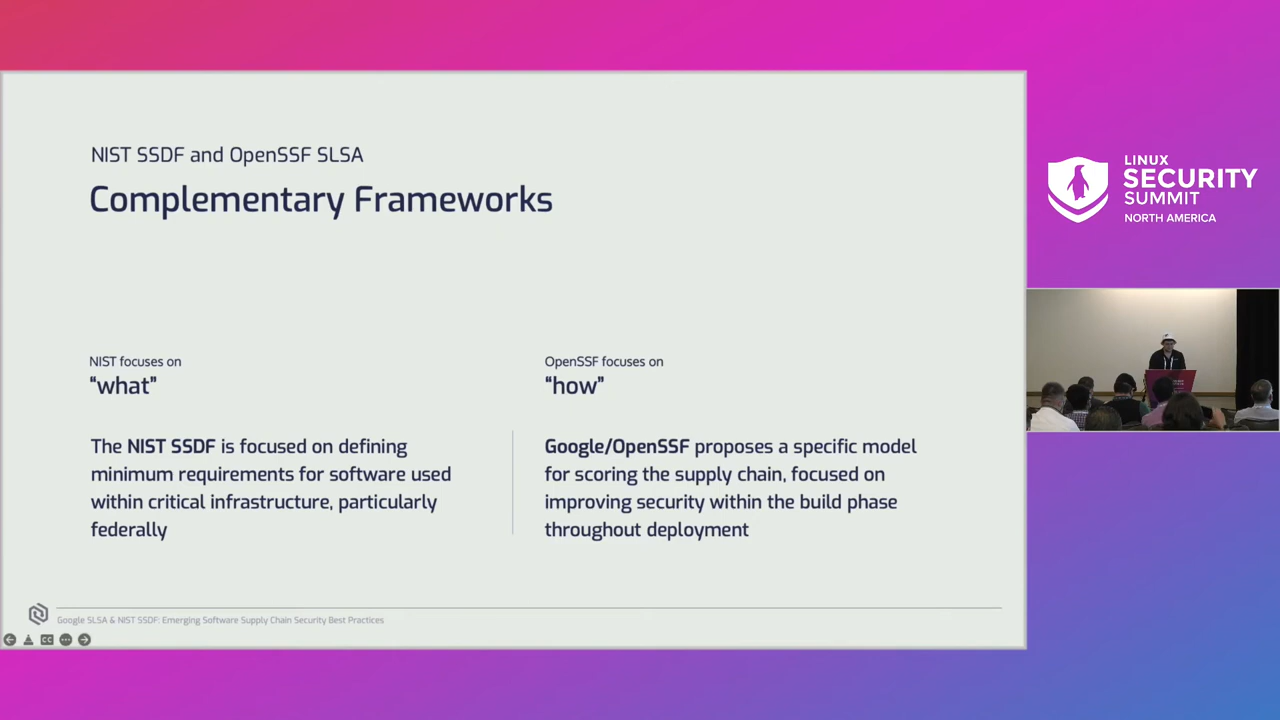 NIST SSDF and OpenSSF SLSA
Complementary Frameworks
NIST focuses on
“what”
The NIST SSDF is focused on defining
minimum requirements for software used
within critical infrastructure, particularly
federally
OpenSSF focuses on
“how”
Google/OpenSSF proposes a specific model
for scoring the supply chain, focused on
improving security within the build phase
throughout deployment
Google SLSA & NIST SSDF: Emerging Software Supply Chain Security Best Practices
CC
LINUX
SECURITY
SUMMIT
NORTH AMERICA